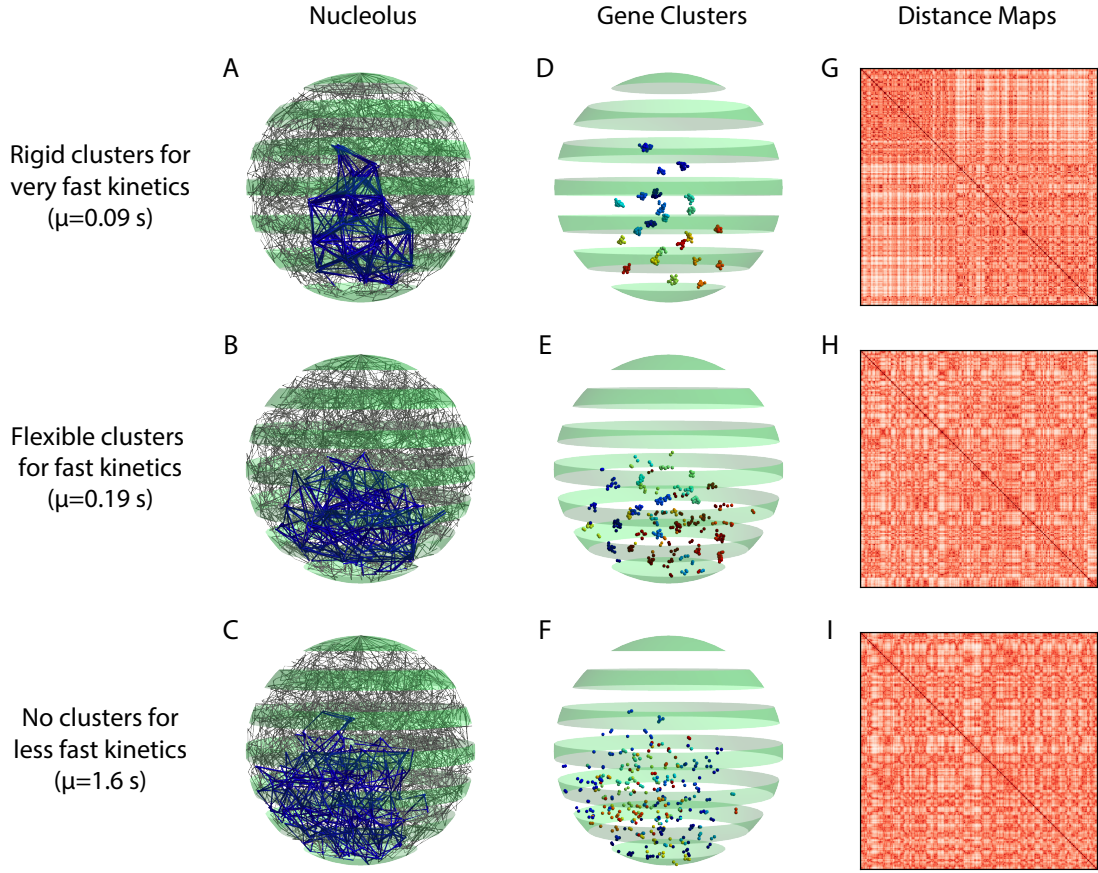 Nucleolus
Gene Clusters
Distance Maps
A
D
G
Rigid clusters for
very fast kinetics
(μ=0.09 s)
B
E
H
Flexible clusters
for fast kinetics
(μ=0.19 s)
C
F
I
No clusters for
less fast kinetics
(μ=1.6 s)